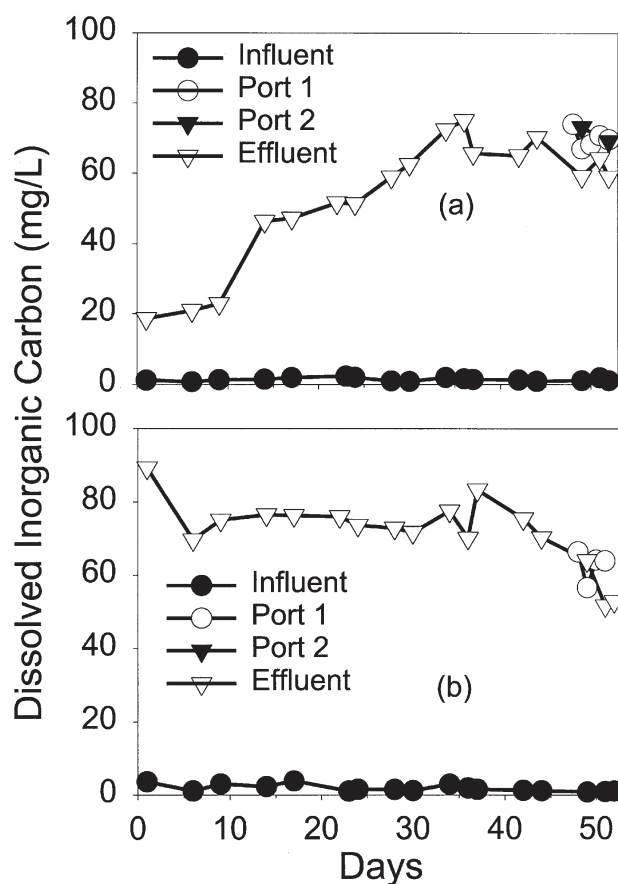 Dissolved Inorganic Carbon (mg/L)
100
80
60
40
20
0
Influent
Port 1
Port 2
Effluent
(a)
100
80
60
40
20
0
Influent
Port 1
Port 2
Effluent
(b)
0 10 20 30 40 50
Days